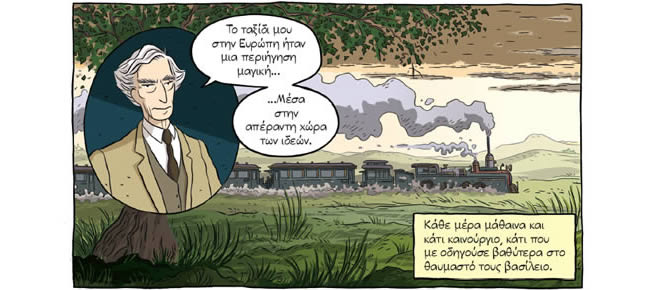 Το ταξίδι μου
στην Ευρώπη ήταν
μια περιήγηση
μαγική...
...Μέσα
στην
απέραντη χώρα
των ιδεών.
Κάθε μέρα μάθαινα και
κάτι καινούργιο, κάτι που
με οδηγούσε βαθύτερα στο
θαυμαστό τους βασίλειο.